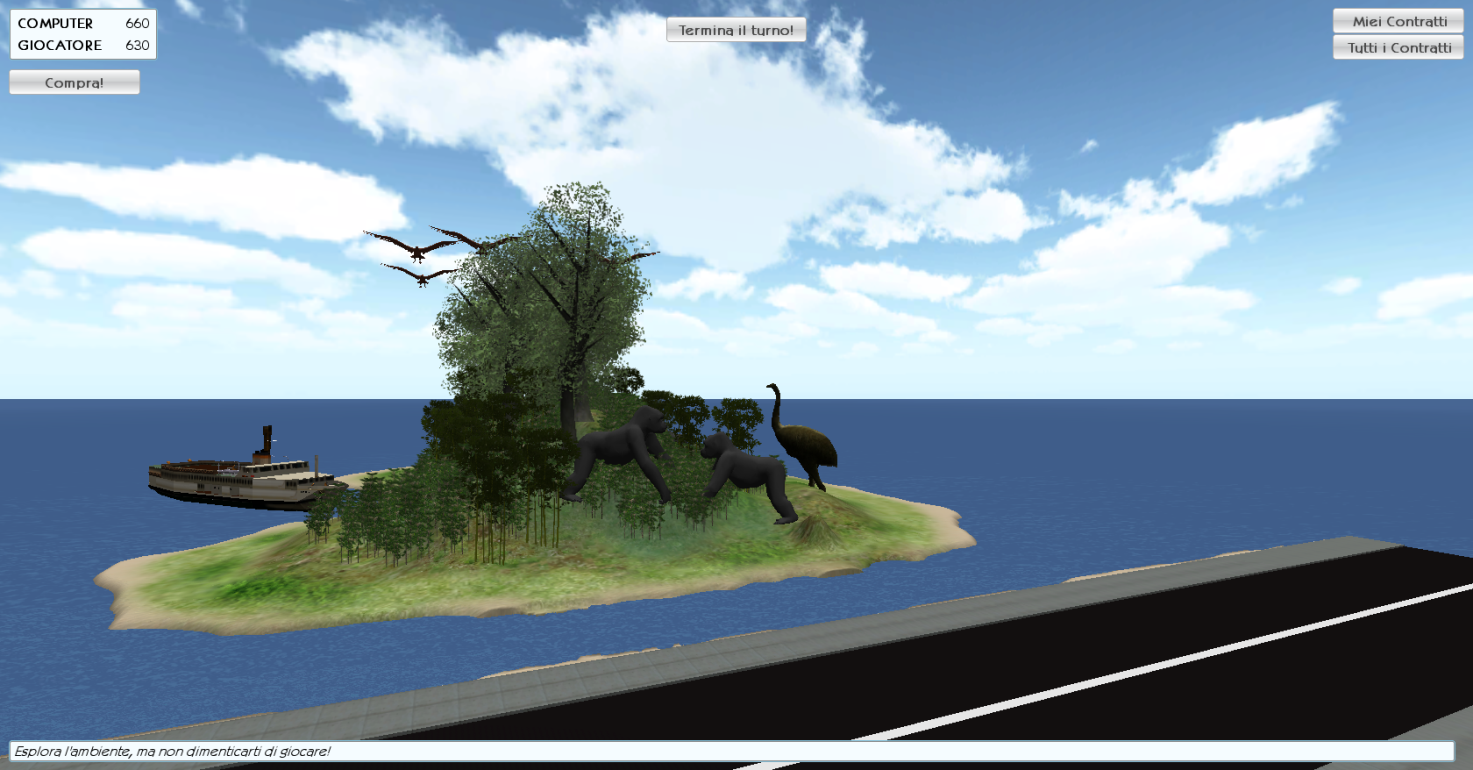 COMPUTER 660
GIOCATORE 630
Compra!
Termina il turno!
Miei Contratti
Tutti i Contratti
Esplora l'ambiente, ma non dimenticarti di giocare!